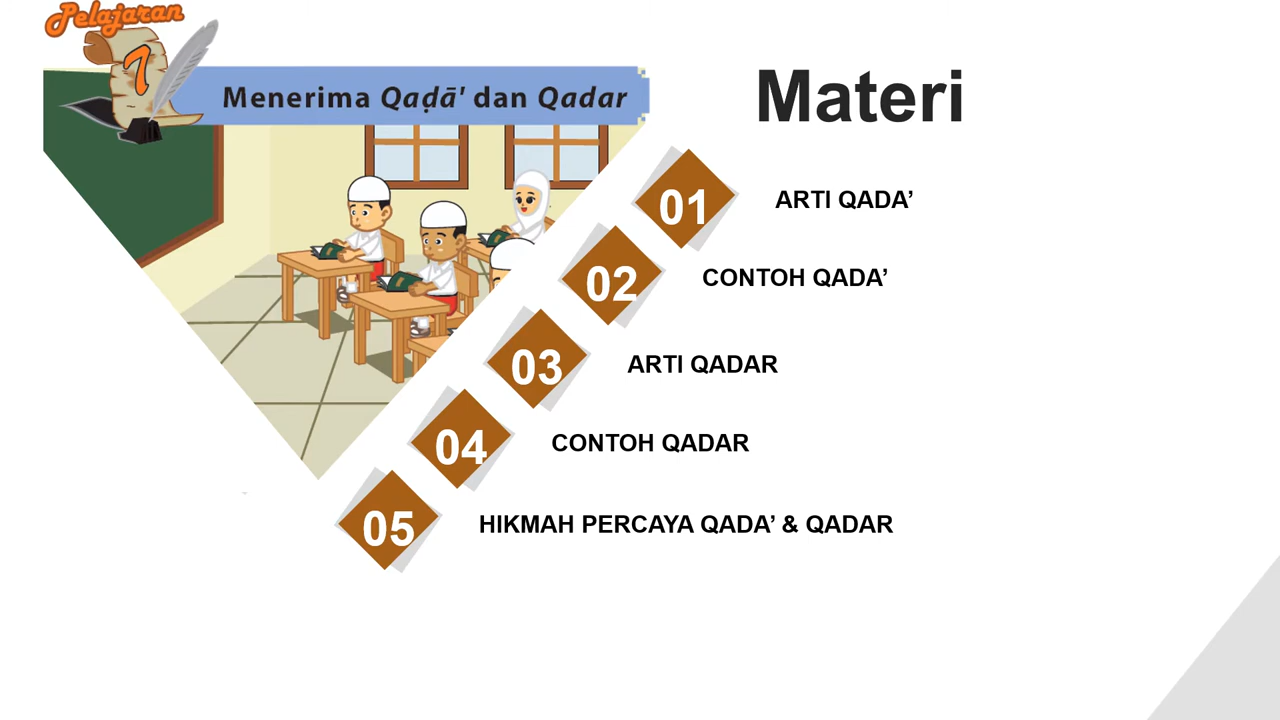 Pelajaran
7
Menerima Qaḍā' dan Qadar
Materi
01
ARTI QADA’
02
CONTOH QADA’
03
ARTI QADAR
04
CONTOH QADAR
05
HIKMAH PERCAYA QADA’ & QADAR